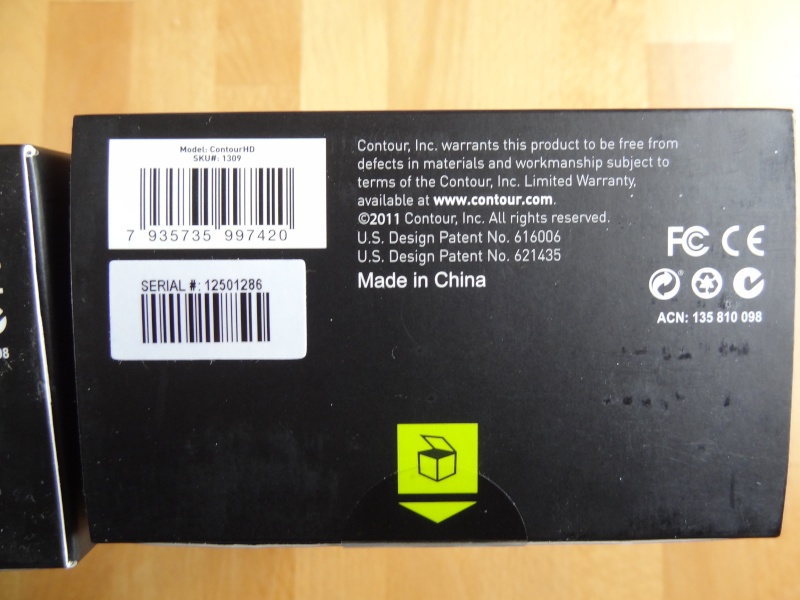 Model: ContourHD
SKU#: 1309
7 935735 997420
SERIAL #: 12501286
Contour, Inc. warrants this product to be free from
defects in materials and workmanship subject to
terms of the Contour, Inc. Limited Warranty,
available at www.contour.com.
©2011 Contour, Inc. All rights reserved.
U.S. Design Patent No. 616006
U.S. Design Patent No. 621435
Made in China
FC CE
ACN: 135 810 098